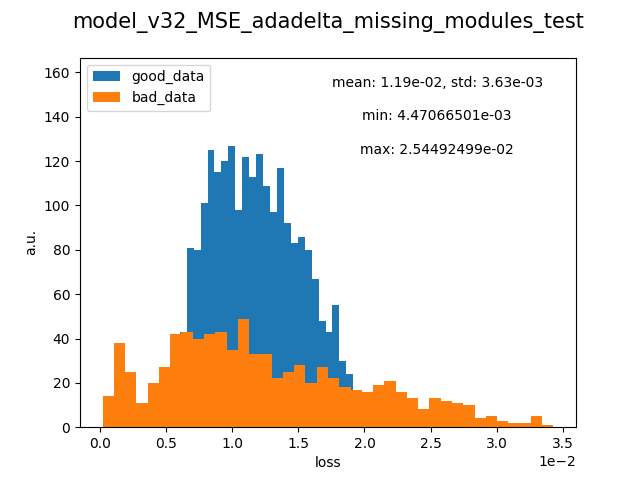 model_v32_MSE_adadelta_missing_modules_test
good_data
bad_data
mean: 1.19e-02, std: 3.63e-03
min: 4.47066501e-03
max: 2.54492499e-02
a.u.
160
140
120
100
80
60
40
20
0
0.0 0.5 1.0 1.5 2.0 2.5 3.0 3.5
1e−2
loss